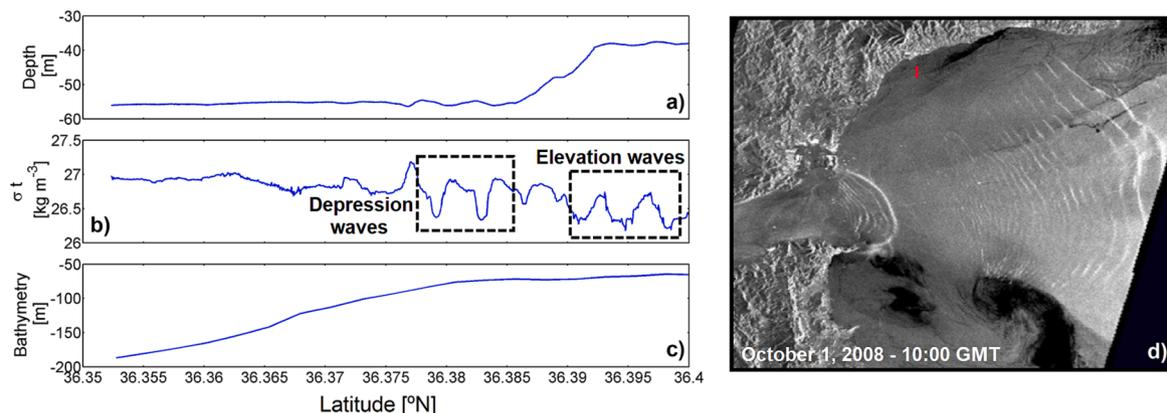 -30
-40
-50
-60
Depth
[m]
a)
27.5
27
26.5
26
σ t
[kg m-3]
Depression
waves
Elevation waves
b)
-50
-100
-150
-200
Bathymetry
[m]
c)
36.35 36.355 36.36 36.365 36.37 36.375 36.38 36.385 36.39 36.395 36.4
Latitude [ºN]
October 1, 2008 - 10:00 GMT
d)